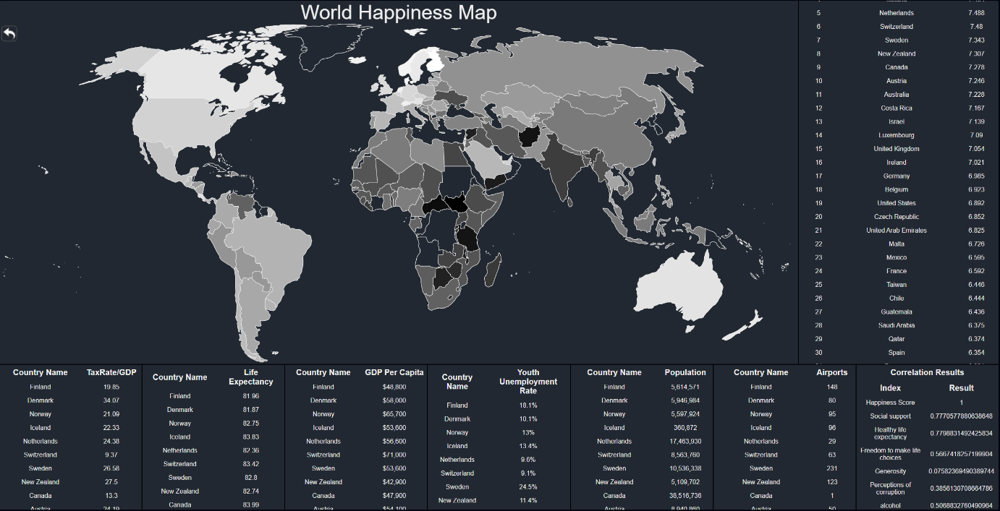 World Happiness Map
5 Netherlands 7.488
6 Switzerland 7.48
7 Sweden 7.343
8 New Zealand 7.307
9 Canada 7.278
10 Austria 7.246
11 Australia 7.228
12 Costa Rica 7.167
13 Israel 7.139
14 Luxembourg 7.09
15 United Kingdom 7.054
16 Ireland 7.021
17 Germany 6.985
18 Belgium 6.923
19 United States 6.892
20 Czech Republic 6.852
21 United Arab Emirates 6.825
22 Malta 6.726
23 Mexico 6.595
24 France 6.592
25 Taiwan 6.446
26 Chile 6.444
27 Guatemala 6.436
28 Saudi Arabia 6.375
29 Qatar 6.374
30 Spain 6.354
Country Name TaxRate/GDP
Finland 19.85
Denmark 34.07
Norway 21.09
Iceland 22.33
Netherlands 24.38
Switzerland 9.37
Sweden 26.58
New Zealand 27.5
Canada 13.3
Austria 24.19
Country Name Life
Expectancy
Finland 81.96
Denmark 81.87
Norway 82.75
Iceland 83.83
Netherlands 82.36
Switzerland 83.42
Sweden 82.8
New Zealand 82.74
Canada 83.99
Country Name GDP Per Capita
Finland $48,800
Denmark $58,000
Norway $65,700
Iceland $53,600
Netherlands $56,600
Switzerland $71,000
Sweden $53,600
New Zealand $42,900
Canada $47,900
Austria $54,100
Country
Name
Youth
Unemployment
Rate
Finland 18.1%
Denmark 10.1%
Norway 13%
Iceland 13.4%
Netherlands 9.6%
Switzerland 9.1%
Sweden 24.5%
New Zealand 11.4%
Country Name Population
Finland 5,614,571
Denmark 5,946,984
Norway 5,597,924
Iceland 360,872
Netherlands 17,463,930
Switzerland 8,563,760
Sweden 10,536,338
New Zealand 5,109,702
Canada 38,516,736
Austria 8,940,860
Country Name Airports
Finland 148
Denmark 80
Norway 95
Iceland 96
Netherlands 29
Switzerland 63
Sweden 231
New Zealand 123
Canada 1
Austria 50
Correlation Results
Index Result
Happiness Score 1
Social support 0.7770577880638648
Healthy life
expectancy 0.7798831492425834
Freedom to make life
choices 0.5667418257199904
Generosity 0.07582369490389744
Perceptions of
corruption 0.3856130708664786
alcohol 0.5068832760490964